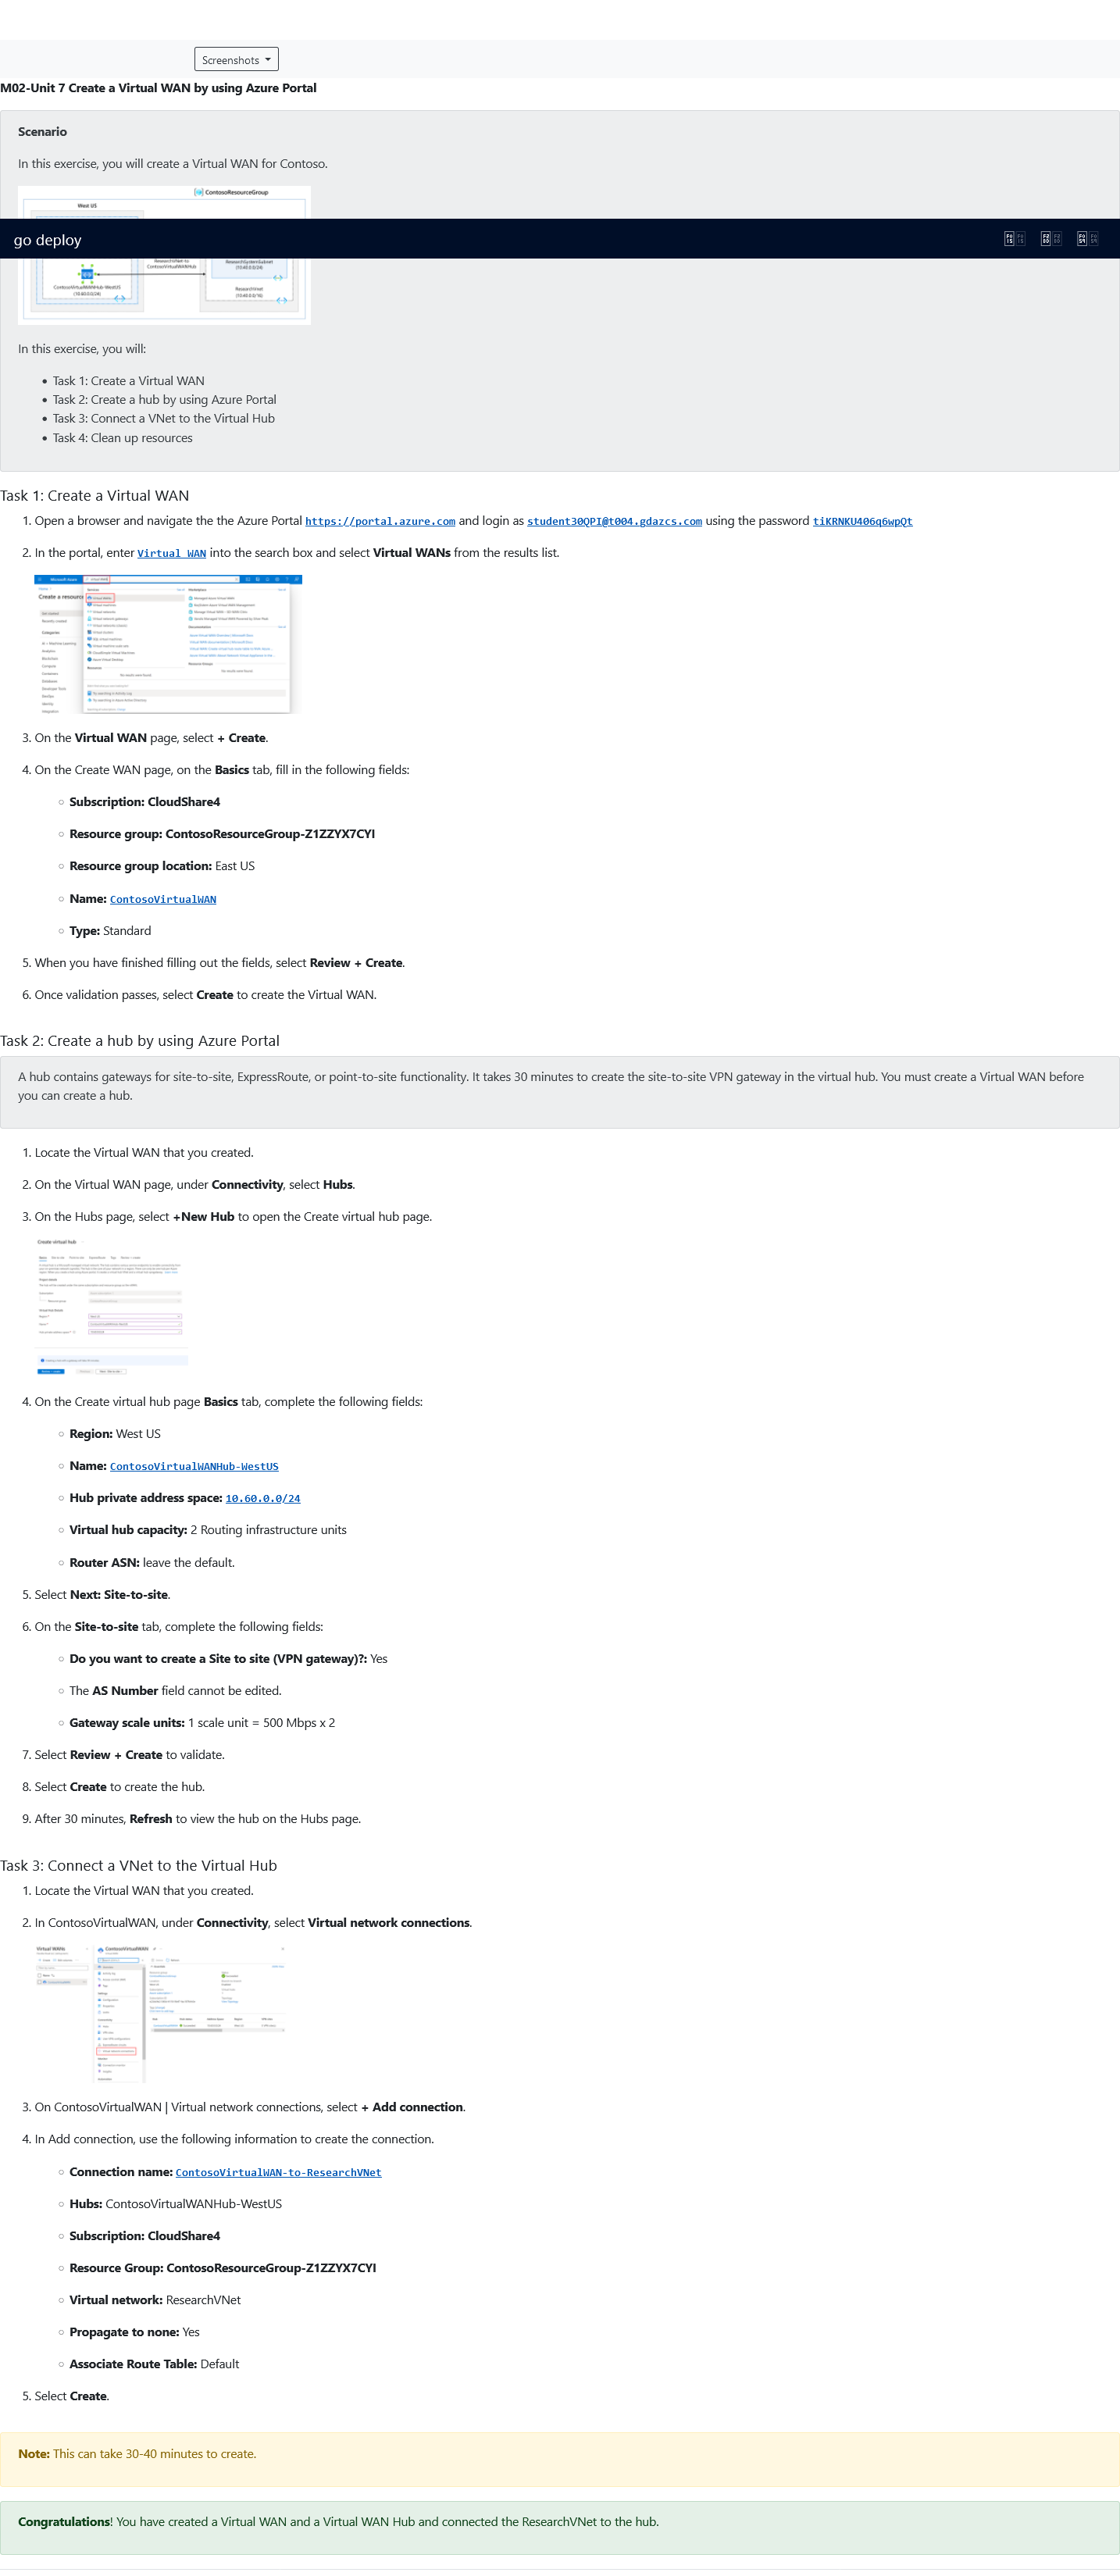 Screenshots
M02-Unit 7 Create a Virtual WAN by using Azure Portal
Scenario
In this exercise, you will create a Virtual WAN for Contoso.
ContosoResourceGroup
West US
go deploy
ContosoVirtualWANHub
(10.40.0.0/24)
ContosoVirtualWANHub-WestUS
(10.60.0.0/24)
ResearchVNet
(10.40.0.0/16)
In this exercise, you will:
• Task 1: Create a Virtual WAN
• Task 2: Create a hub by using Azure Portal
• Task 3: Connect a VNet to the Virtual Hub
• Task 4: Clean up resources
Task 1: Create a Virtual WAN
1. Open a browser and navigate the the Azure Portal https://portal.azure.com and login as student30QPI@t004.gdazcs.com using the password tiKRNKU406q6wpQt
2. In the portal, enter Virtual WAN into the search box and select Virtual WANs from the results list.
Microsoft Azure
Create a resource
3. On the Virtual WAN page, select + Create.
4. On the Create WAN page, on the Basics tab, fill in the following fields:
◦ Subscription: CloudShare4
◦ Resource group: ContosoResourceGroup-Z1ZZYX7CYI
◦ Resource group location: East US
◦ Name: ContosoVirtualWAN
◦ Type: Standard
5. When you have finished filling out the fields, select Review + Create.
6. Once validation passes, select Create to create the Virtual WAN.
Task 2: Create a hub by using Azure Portal
A hub contains gateways for site-to-site, ExpressRoute, or point-to-site functionality. It takes 30 minutes to create the site-to-site VPN gateway in the virtual hub. You must create a Virtual WAN before
you can create a hub.
1. Locate the Virtual WAN that you created.
2. On the Virtual WAN page, under Connectivity, select Hubs.
3. On the Hubs page, select +New Hub to open the Create virtual hub page.
Create virtual hub
4. On the Create virtual hub page Basics tab, complete the following fields:
◦ Region: West US
◦ Name: ContosoVirtualWANHub-WestUS
◦ Hub private address space: 10.60.0.0/24
◦ Virtual hub capacity: 2 Routing infrastructure units
◦ Router ASN: leave the default.
5. Select Next: Site-to-site.
6. On the Site-to-site tab, complete the following fields:
◦ Do you want to create a Site to site (VPN gateway)?: Yes
◦ The AS Number field cannot be edited.
◦ Gateway scale units: 1 scale unit = 500 Mbps x 2
7. Select Review + Create to validate.
8. Select Create to create the hub.
9. After 30 minutes, Refresh to view the hub on the Hubs page.
Task 3: Connect a VNet to the Virtual Hub
1. Locate the Virtual WAN that you created.
2. In ContosoVirtualWAN, under Connectivity, select Virtual network connections.
Virtual WANs
ContosoVirtualWAN
3. On ContosoVirtualWAN | Virtual network connections, select + Add connection.
4. In Add connection, use the following information to create the connection.
◦ Connection name: ContosoVirtualWAN-to-ResearchVNet
◦ Hubs: ContosoVirtualWANHub-WestUS
◦ Subscription: CloudShare4
◦ Resource Group: ContosoResourceGroup-Z1ZZYX7CYI
◦ Virtual network: ResearchVNet
◦ Propagate to none: Yes
◦ Associate Route Table: Default
5. Select Create.
Note: This can take 30-40 minutes to create.
Congratulations! You have created a Virtual WAN and a Virtual WAN Hub and connected the ResearchVNet to the hub.